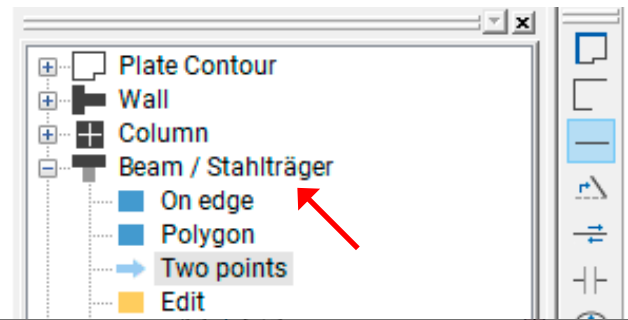 Plate Contour
Wall
Column
Beam / Stahlträger
On edge
Polygon
Two points
Edit